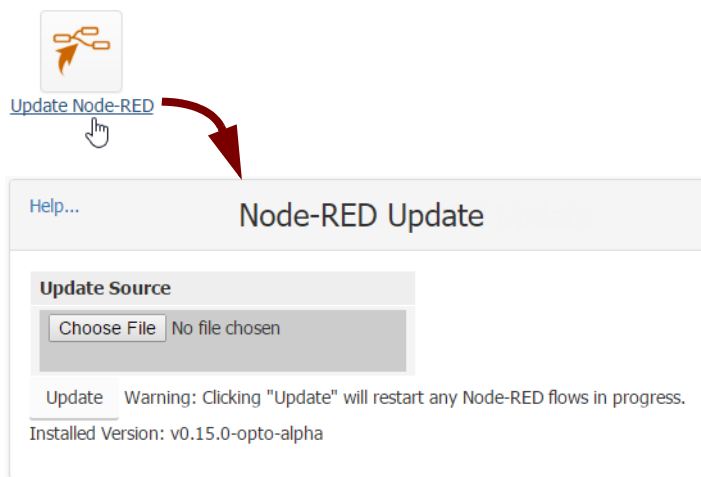 Update Node-RED
Help...
Node-RED Update
Update Source
Choose File No file chosen
Update Warning: Clicking "Update" will restart any Node-RED flows in progress.
Installed Version: v0.15.0-opto-alpha